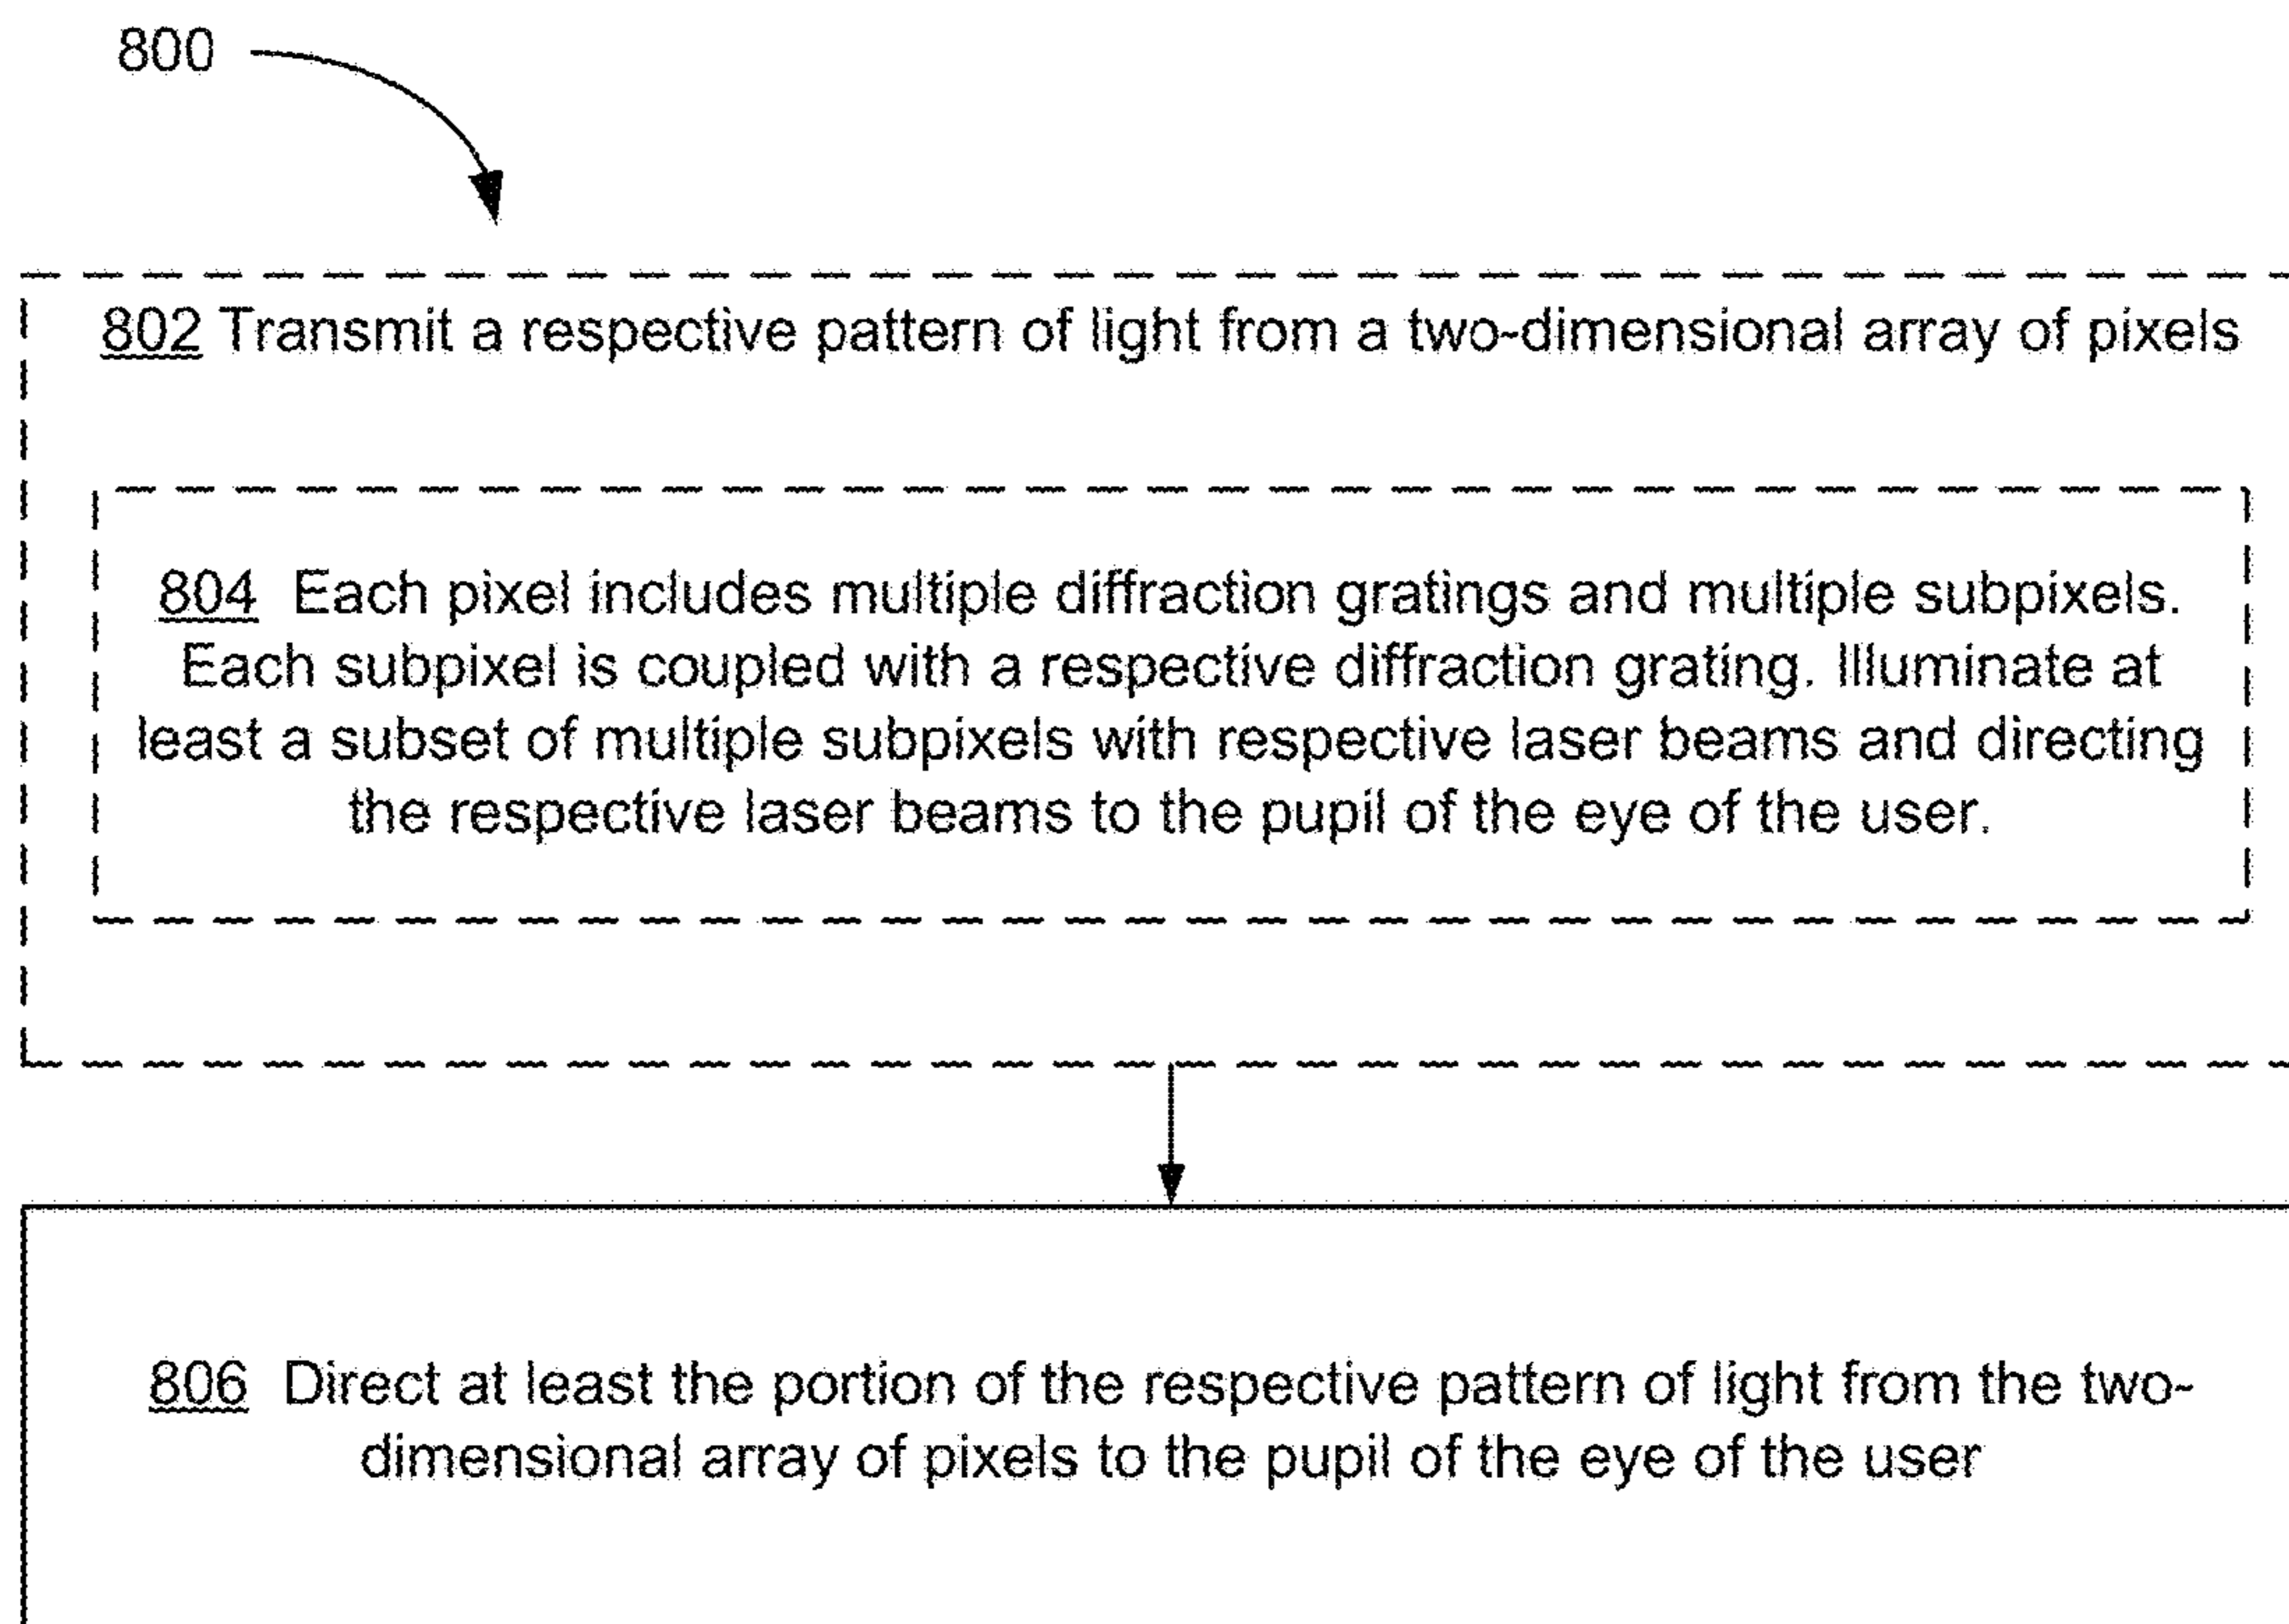 800
802 Transmit a respective pattern of light from a two-dimensional array of pixels
804 Each pixel includes multiple diffraction gratings and multiple subpixels.
Each subpixel is coupled with a respective diffraction grating. Illuminate at
least a subset of multiple subpixels with respective laser beams and directing
the respective laser beams to the pupil of the eye of the user.
806 Direct at least the portion of the respective pattern of light from the two-
dimensional array of pixels to the pupil of the eye of the user